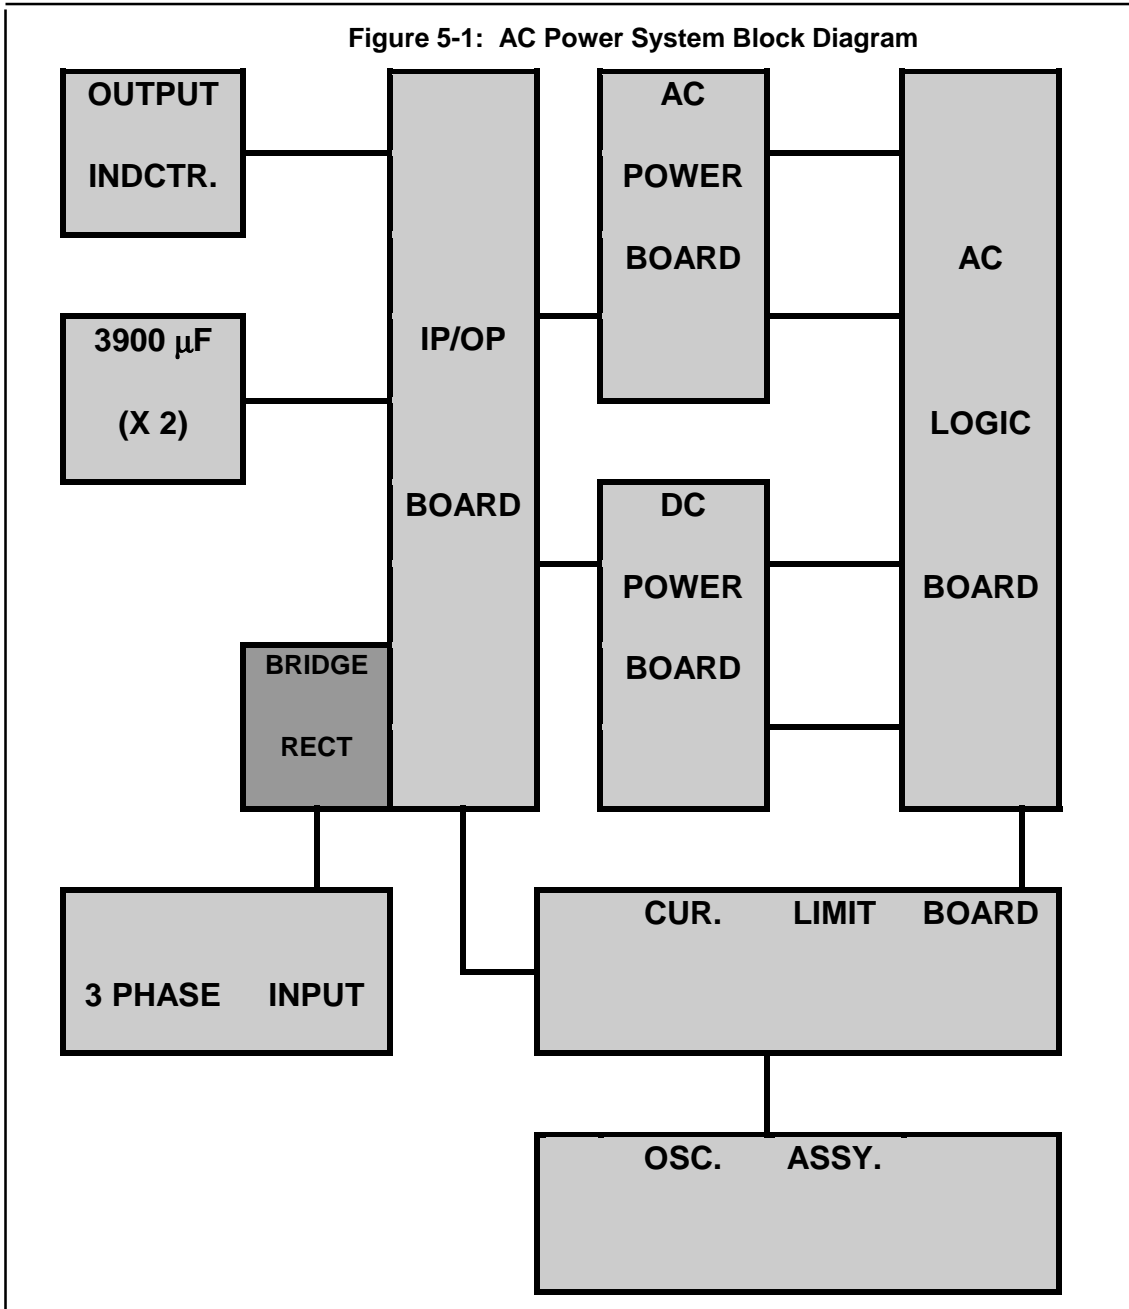 Figure 5-1: AC Power System Block Diagram
OUTPUT
INDCTR.
3900 μF
(X 2)
IP/OP
BOARD
AC
POWER
BOARD
DC
POWER
BOARD
AC
LOGIC
BOARD
BRIDGE
RECT
3 PHASE INPUT
CUR. LIMIT BOARD
OSC. ASSY.